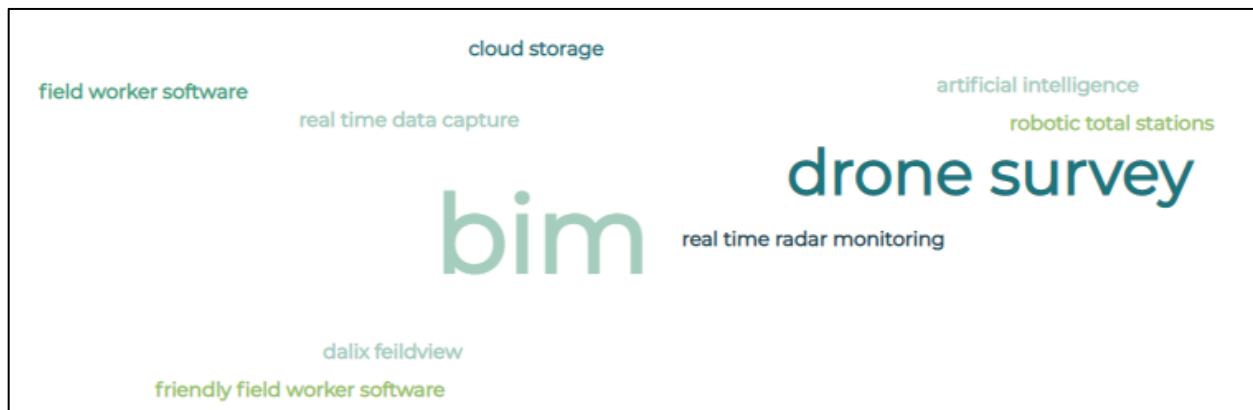 cloud storage
artificial intelligence
field worker software
real time data capture
robotic total stations
drone survey
bim
real time radar monitoring
dalix feildview
friendly field worker software